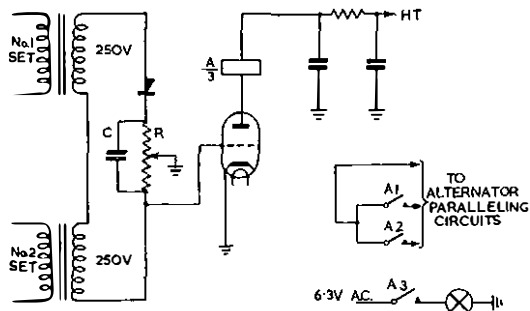 No.1
SET
250V
A
3
HT
C
R
No.2
SET
250V
A1
A2
TO
ALTERNATOR
PARALLELING
CIRCUITS
6·3V A.C.
A3